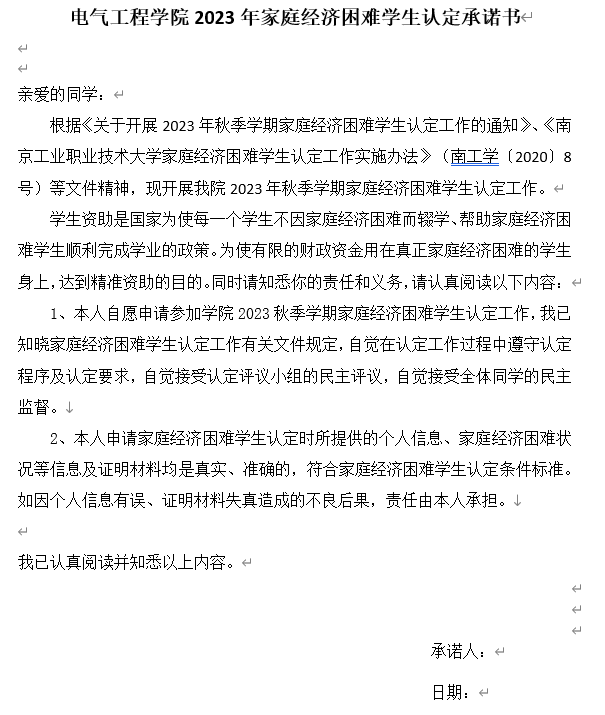 电气工程学院 2023 年家庭经济困难学生认定承诺书
亲爱的同学：
根据《关于开展 2023 年秋季学期家庭经济困难学生认定工作的通知》、《南
京工业职业技术大学家庭经济困难学生认定工作实施办法》（南工学〔2020〕8
号）等文件精神，现开展我院 2023 年秋季学期家庭经济困难学生认定工作。
学生资助是国家为使每一个学生不因家庭经济困难而辍学、帮助家庭经济困
难学生顺利完成学业的政策。为使有限的财政资金用在真正家庭经济困难的学生
身上，达到精准资助的目的。同时请知悉你的责任和义务，请认真阅读以下内容：
1、本人自愿申请参加学院 2023 秋季学期家庭经济困难学生认定工作，我已
知晓家庭经济困难学生认定工作有关文件规定，自觉在认定工作过程中遵守认定
程序及认定要求，自觉接受认定评议小组的民主评议，自觉接受全体同学的民主
监督。
2、本人申请家庭经济困难学生认定时所提供的个人信息、家庭经济困难状
况等信息及证明材料均是真实、准确的，符合家庭经济困难学生认定条件标准。
如因个人信息有误、证明材料失真造成的不良后果，责任由本人承担。
我已认真阅读并知悉以上内容。
承诺人：
日期：